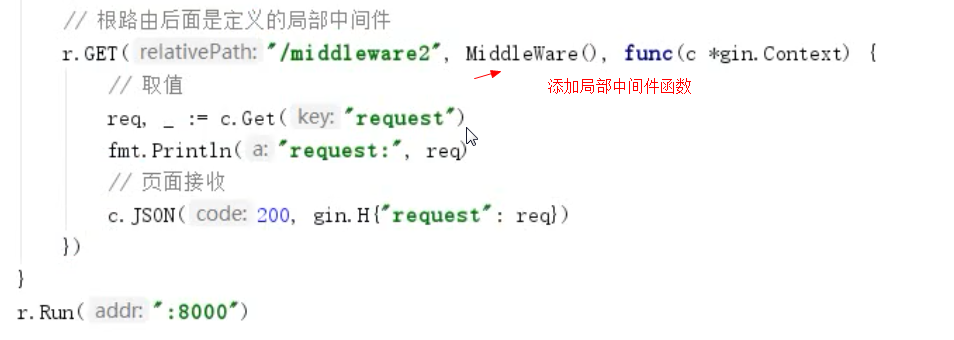 // 根路由后面是定义的局部中间件
r.GET( relativePath: "/middleware2", MiddleWare(), func(c *gin.Context) {
添加局部中间件函数
// 取值
req, _ := c.Get( key: "request")
fmt.Println( a: "request:", req)
// 页面接收
c.JSON( code: 200, gin.H{"request": req})
})
}
r.Run( addr: ":8000")